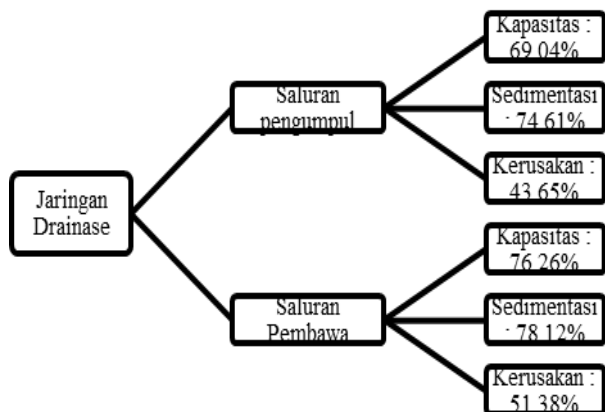 Jaringan
Drainase
Saluran
pengumpul
Kapasitas :
69.04%
Sedimentasi
: 74.61%
Kerusakan :
43.65%
Saluran
Pembawa
Kapasitas :
76.26%
Sedimentasi
: 78.12%
Kerusakan :
51.38%